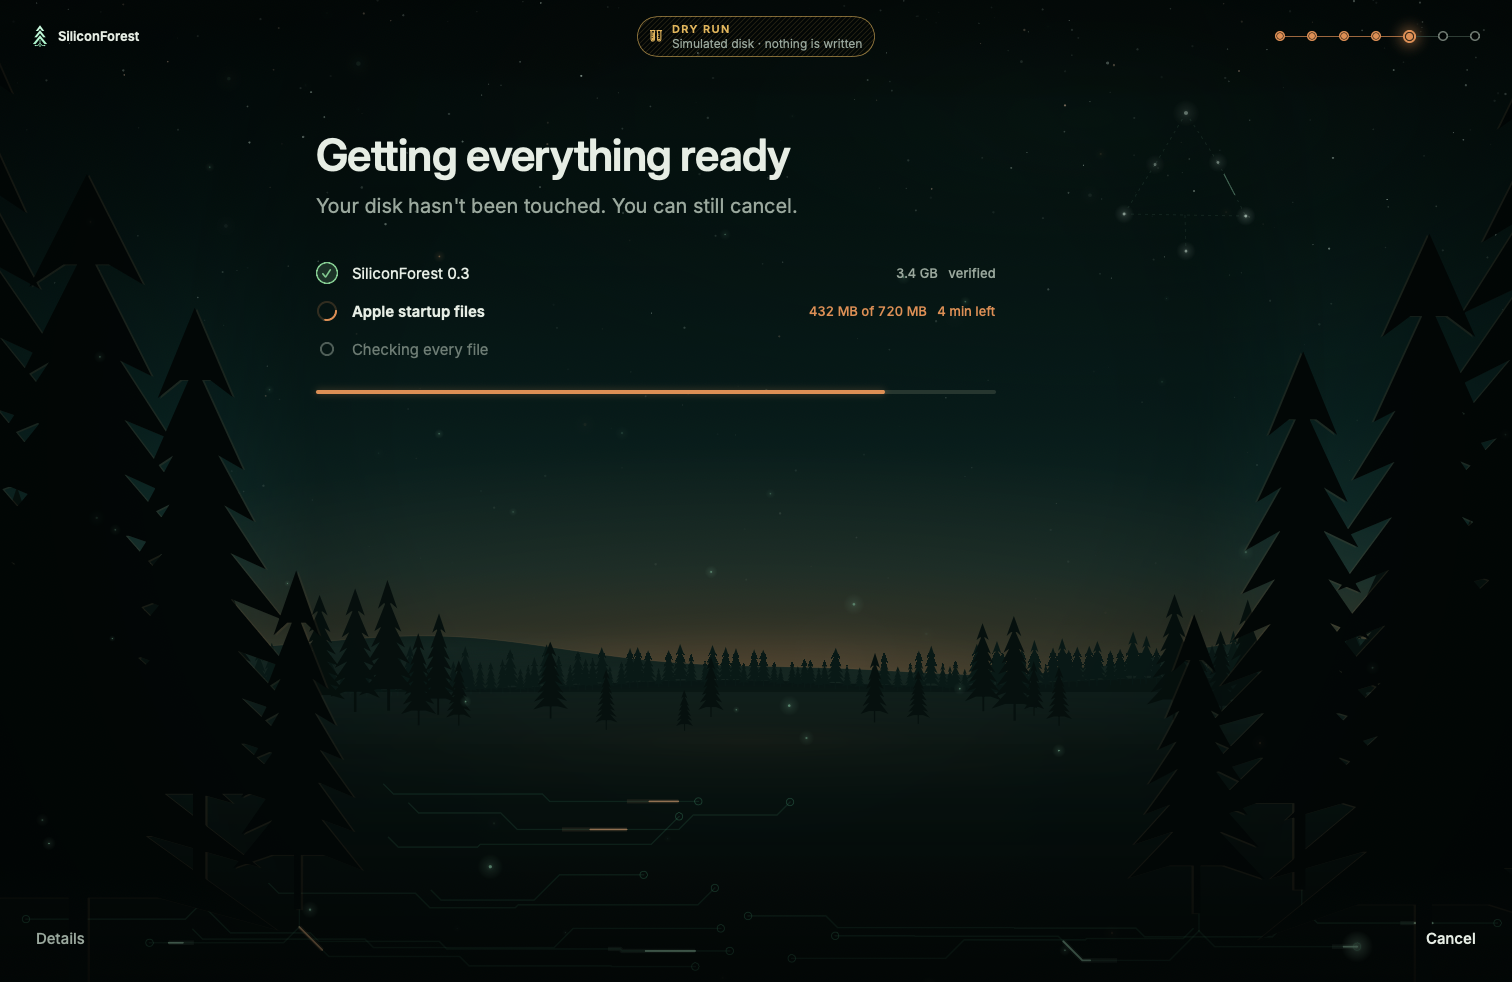 SiliconForest
DRY RUN
Simulated disk · nothing is written
Getting everything ready
Your disk hasn't been touched. You can still cancel.
SiliconForest 0.3 3.4 GB verified
Apple startup files 432 MB of 720 MB 4 min left
Checking every file
Details
Cancel